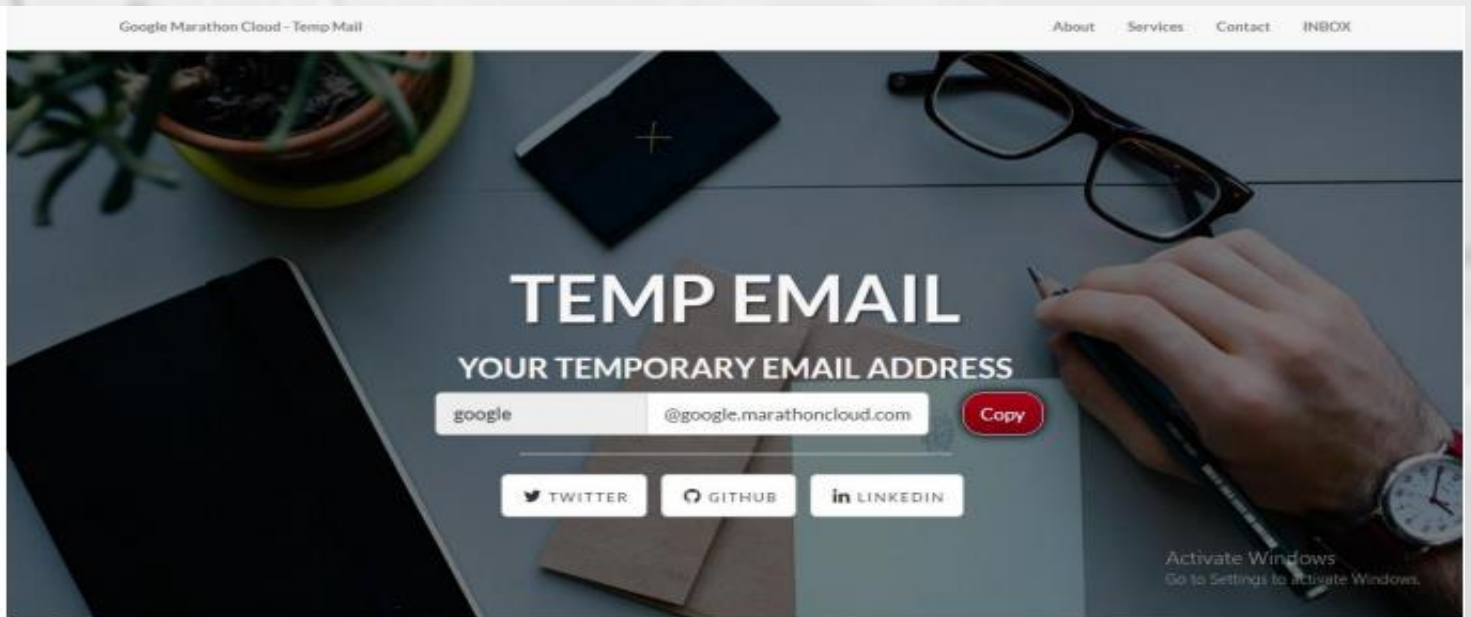 Google Marathon Cloud - Temp Mail About Services Contact INBOX
TEMP EMAIL
YOUR TEMPORARY EMAIL ADDRESS
google @google.marathoncloud.com Copy
TWITTER GITHUB in LINKEDIN
Activate Windows
Go to Settings to activate Windows.